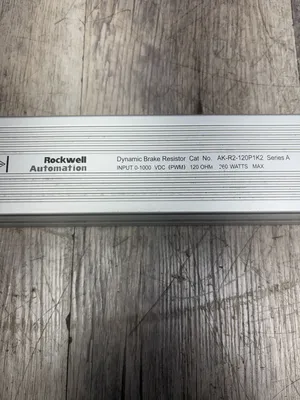 Rockwell Automation
Dynamic Brake Resistor Cat No. AK-R2-120P1K2 Series A
INPUT 0-1000 VDC (PWM) 120 OHM 260 WATTS MAX